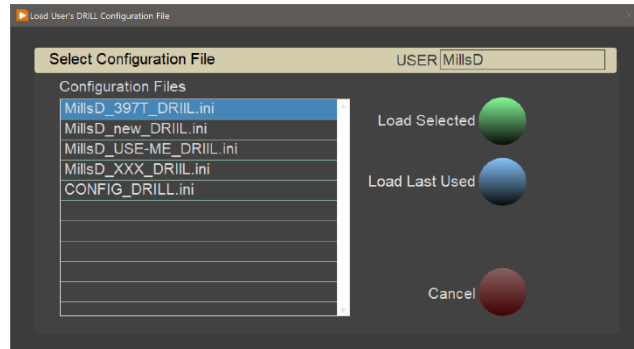 Load User's DRILL Configuration File
Select Configuration File
USER MillsD
Configuration Files
MillsD_397T_DRIIL.ini
MillsD_new_DRIIL.ini
MillsD_USE-ME_DRIIL.ini
MillsD_XXX_DRIIL.ini
CONFIG_DRILL.ini
Load Selected
Load Last Used
Cancel